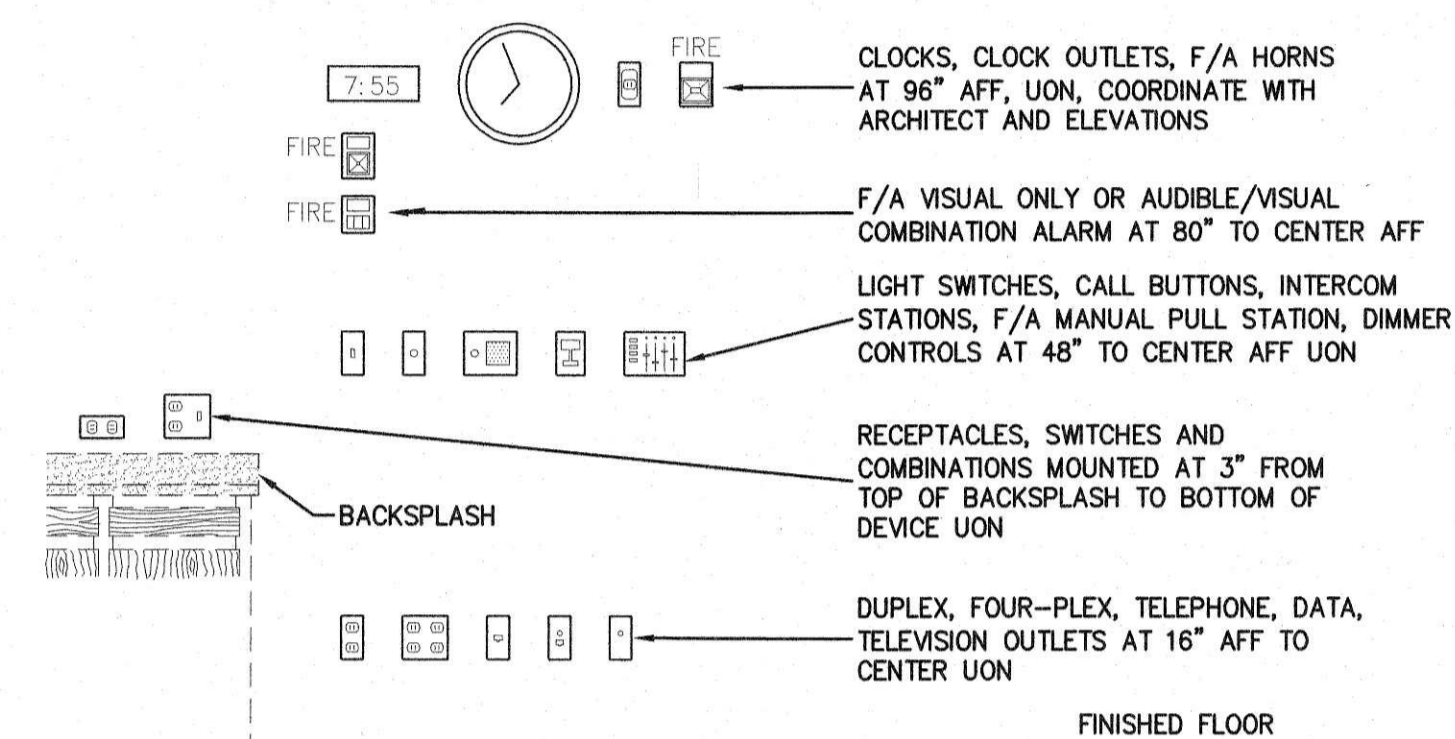 FIRE
7:55
CLOCKS, CLOCK OUTLETS, F/A HORNS
AT 96" AFF, UON, COORDINATE WITH
ARCHITECT AND ELEVATIONS
FIRE
FIRE
F/A VISUAL ONLY OR AUDIBLE/VISUAL
COMBINATION ALARM AT 80" TO CENTER AFF
LIGHT SWITCHES, CALL BUTTONS, INTERCOM
STATIONS, F/A MANUAL PULL STATION, DIMMER
CONTROLS AT 48" TO CENTER AFF UON
RECEPTACLES, SWITCHES AND
COMBINATIONS MOUNTED AT 3" FROM
TOP OF BACKSPLASH TO BOTTOM OF
DEVICE UON
BACKSPLASH
DUPLEX, FOUR-PLEX, TELEPHONE, DATA,
TELEVISION OUTLETS AT 16" AFF TO
CENTER UON
FINISHED FLOOR